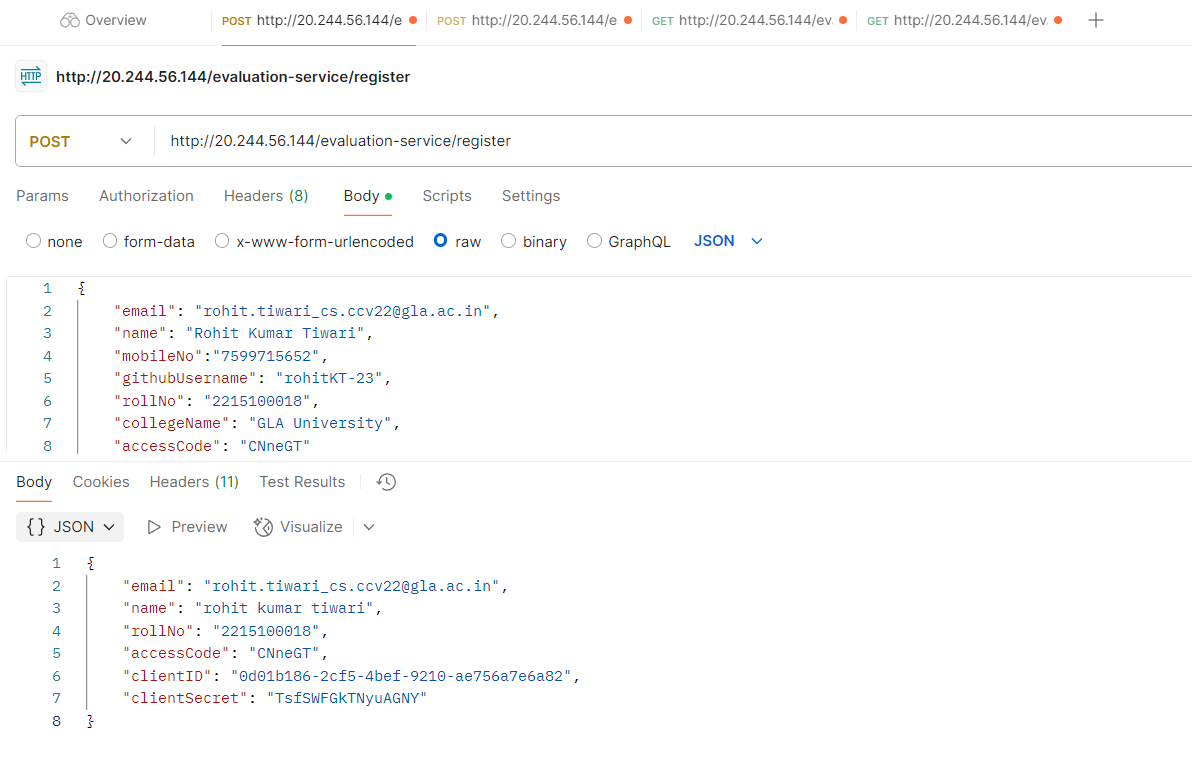 Overview
POST http://20.244.56.144/e
POST http://20.244.56.144/e
GET http://20.244.56.144/ev.
GET http://20.244.56.144/ev.
HTTP http://20.244.56.144/evaluation-service/register
POST http://20.244.56.144/evaluation-service/register
Params Authorization Headers (8) Body Scripts Settings
none form-data x-www-form-urlencoded raw binary GraphQL JSON
1 {
2 "email": "rohit.tiwari_cs.ccv22@gla.ac.in",
3 "name": "Rohit Kumar Tiwari",
4 "mobileNo":"7599715652",
5 "githubUsername": "rohitKT-23",
6 "rollNo": "2215100018",
7 "collegeName": "GLA University",
8 "accessCode": "CNneGT"
Body Cookies Headers (11) Test Results
{} JSON Preview Visualize
1 {
2 "email": "rohit.tiwari_cs.ccv22@gla.ac.in",
3 "name": "rohit kumar tiwari",
4 "rollNo": "2215100018",
5 "accessCode": "CNneGT",
6 "clientID": "0d01b186-2cf5-4bef-9210-ae756a7e6a82",
7 "clientSecret": "TsfSWFGkTNyuAGNY"
8 }